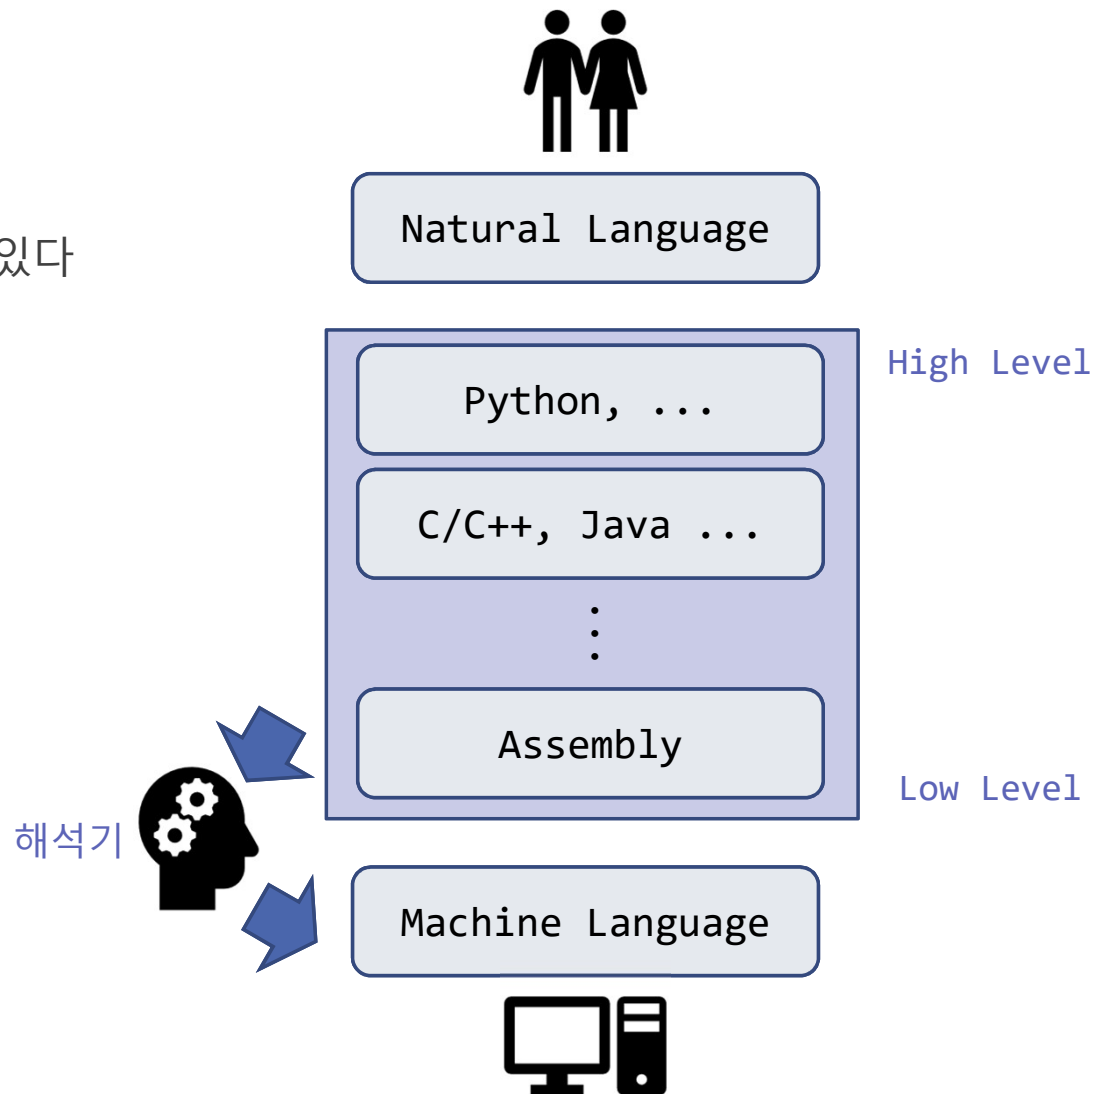 Natural Language
있다
High Level
Python, ...
C/C++, Java ...
Assembly
Low Level
해석기
Machine Language